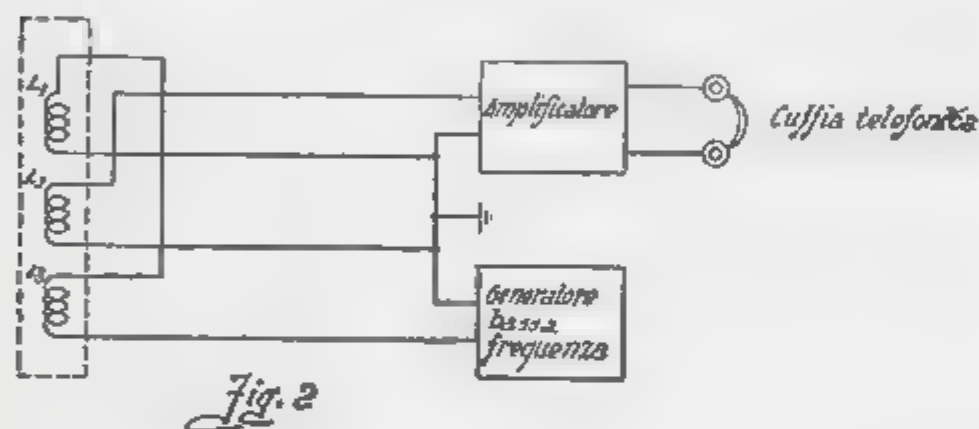 L1
Amplificatore
Cuffia telefonica
L2
L3
Generatore
bassa
frequenza
Fig. 2